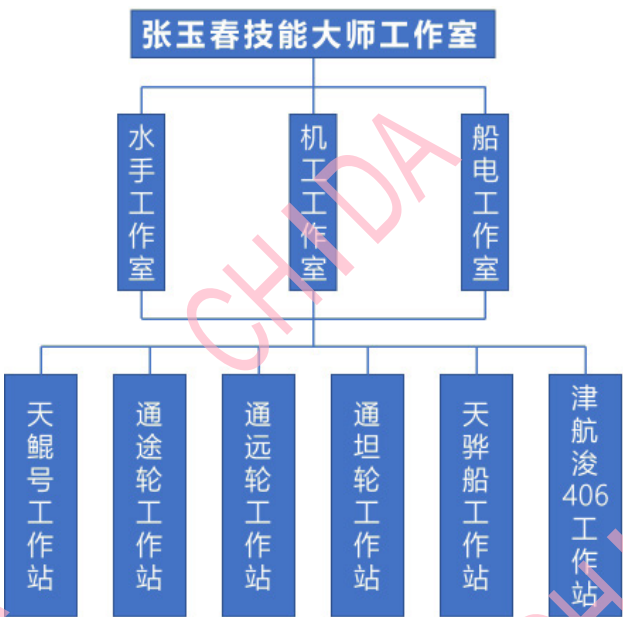 张玉春技能大师工作室
水手工作室
机工工作室
船电工作室
天鲲号工作站
通途轮工作站
通远轮工作站
通坦轮工作站
天骅船工作站
津航浚406工作站
CHIDA